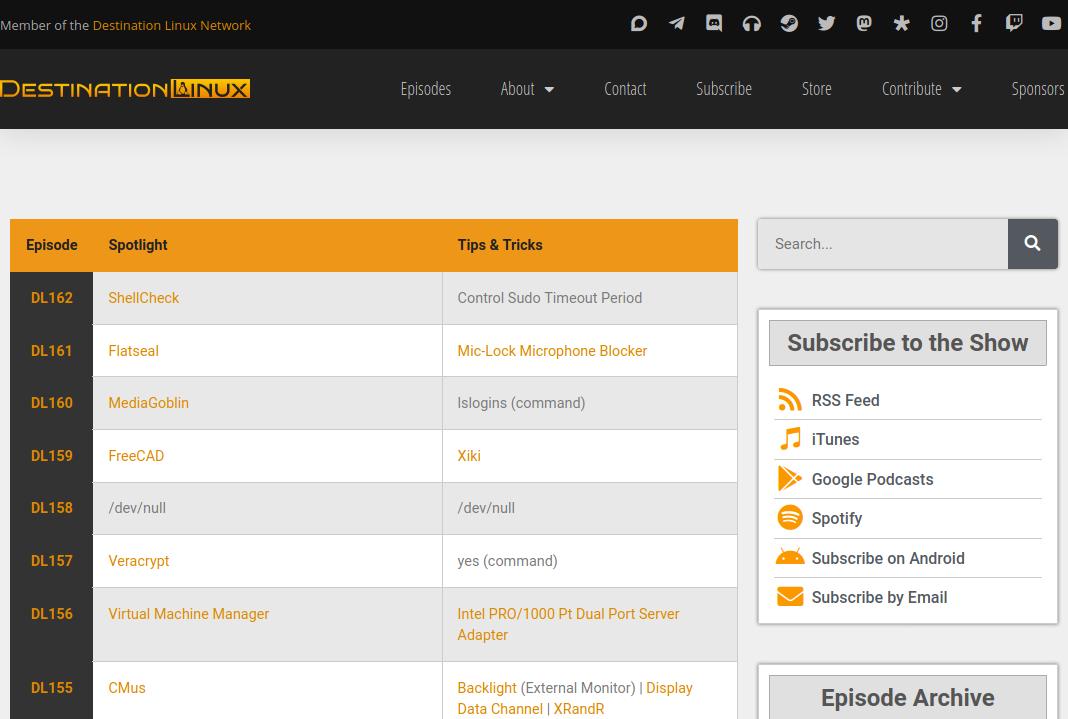 Member of the Destination Linux Network
DESTINATION LINUX
Episodes
About
Contact
Subscribe
Store
Contribute
Sponsors
Episode Spotlight Tips & Tricks
DL162 ShellCheck Control Sudo Timeout Period
DL161 Flatseal Mic-Lock Microphone Blocker
DL160 MediaGoblin lslogins (command)
DL159 FreeCAD Xiki
DL158 /dev/null /dev/null
DL157 Veracrypt yes (command)
DL156 Virtual Machine Manager Intel PRO/1000 Pt Dual Port Server
Adapter
DL155 CMus Backlight (External Monitor) | Display
Data Channel | XRandR
Search...
Subscribe to the Show
RSS Feed
iTunes
Google Podcasts
Spotify
Subscribe on Android
Subscribe by Email
Episode Archive